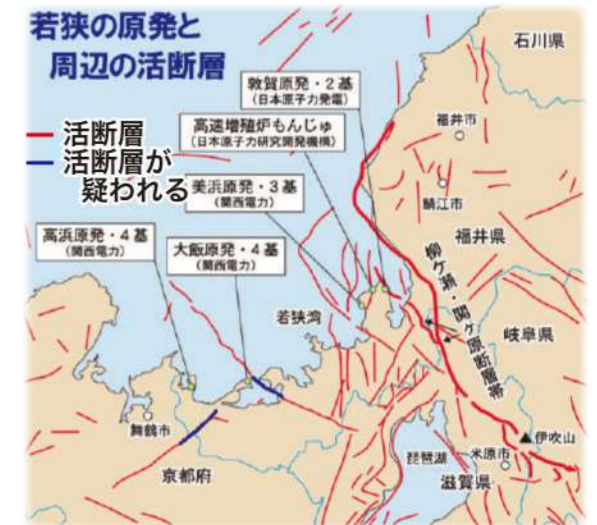 若狭の原発と
周辺の活断層
活断層
活断層が
疑われる
石川県
敦賀原発・2基
(日本原子力発電)
高速増殖炉もんじゅ
(日本原子力研究開発機構)
美浜原発・3基
(関西電力)
高浜原発・4基
(関西電力)
大飯原発・4基
(関西電力)
福井市
鯖江市
福井県
柳ケ瀬・関ケ原断層帯
岐阜県
若狭湾
舞鶴市
京都府
琵琶湖
米原市
伊吹山
滋賀県